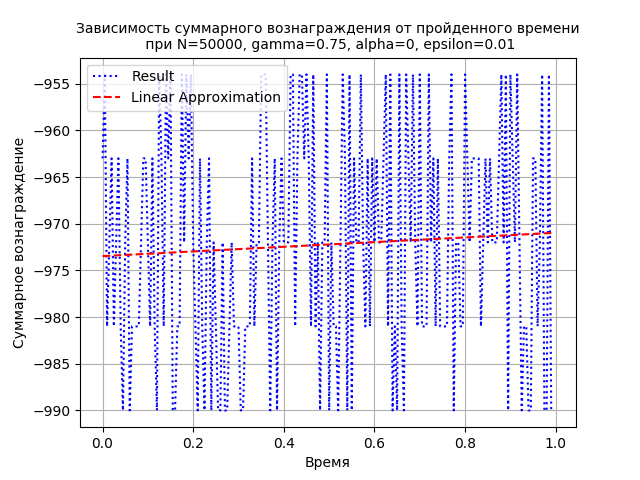 Зависимость суммарного вознаграждения от пройденного времени
при N=50000, gamma=0.75, alpha=0, epsilon=0.01
Result
Linear Approximation
Суммарное вознаграждение
−955
−960
−965
−970
−975
−980
−985
−990
0.0 0.2 0.4 0.6 0.8 1.0
Время